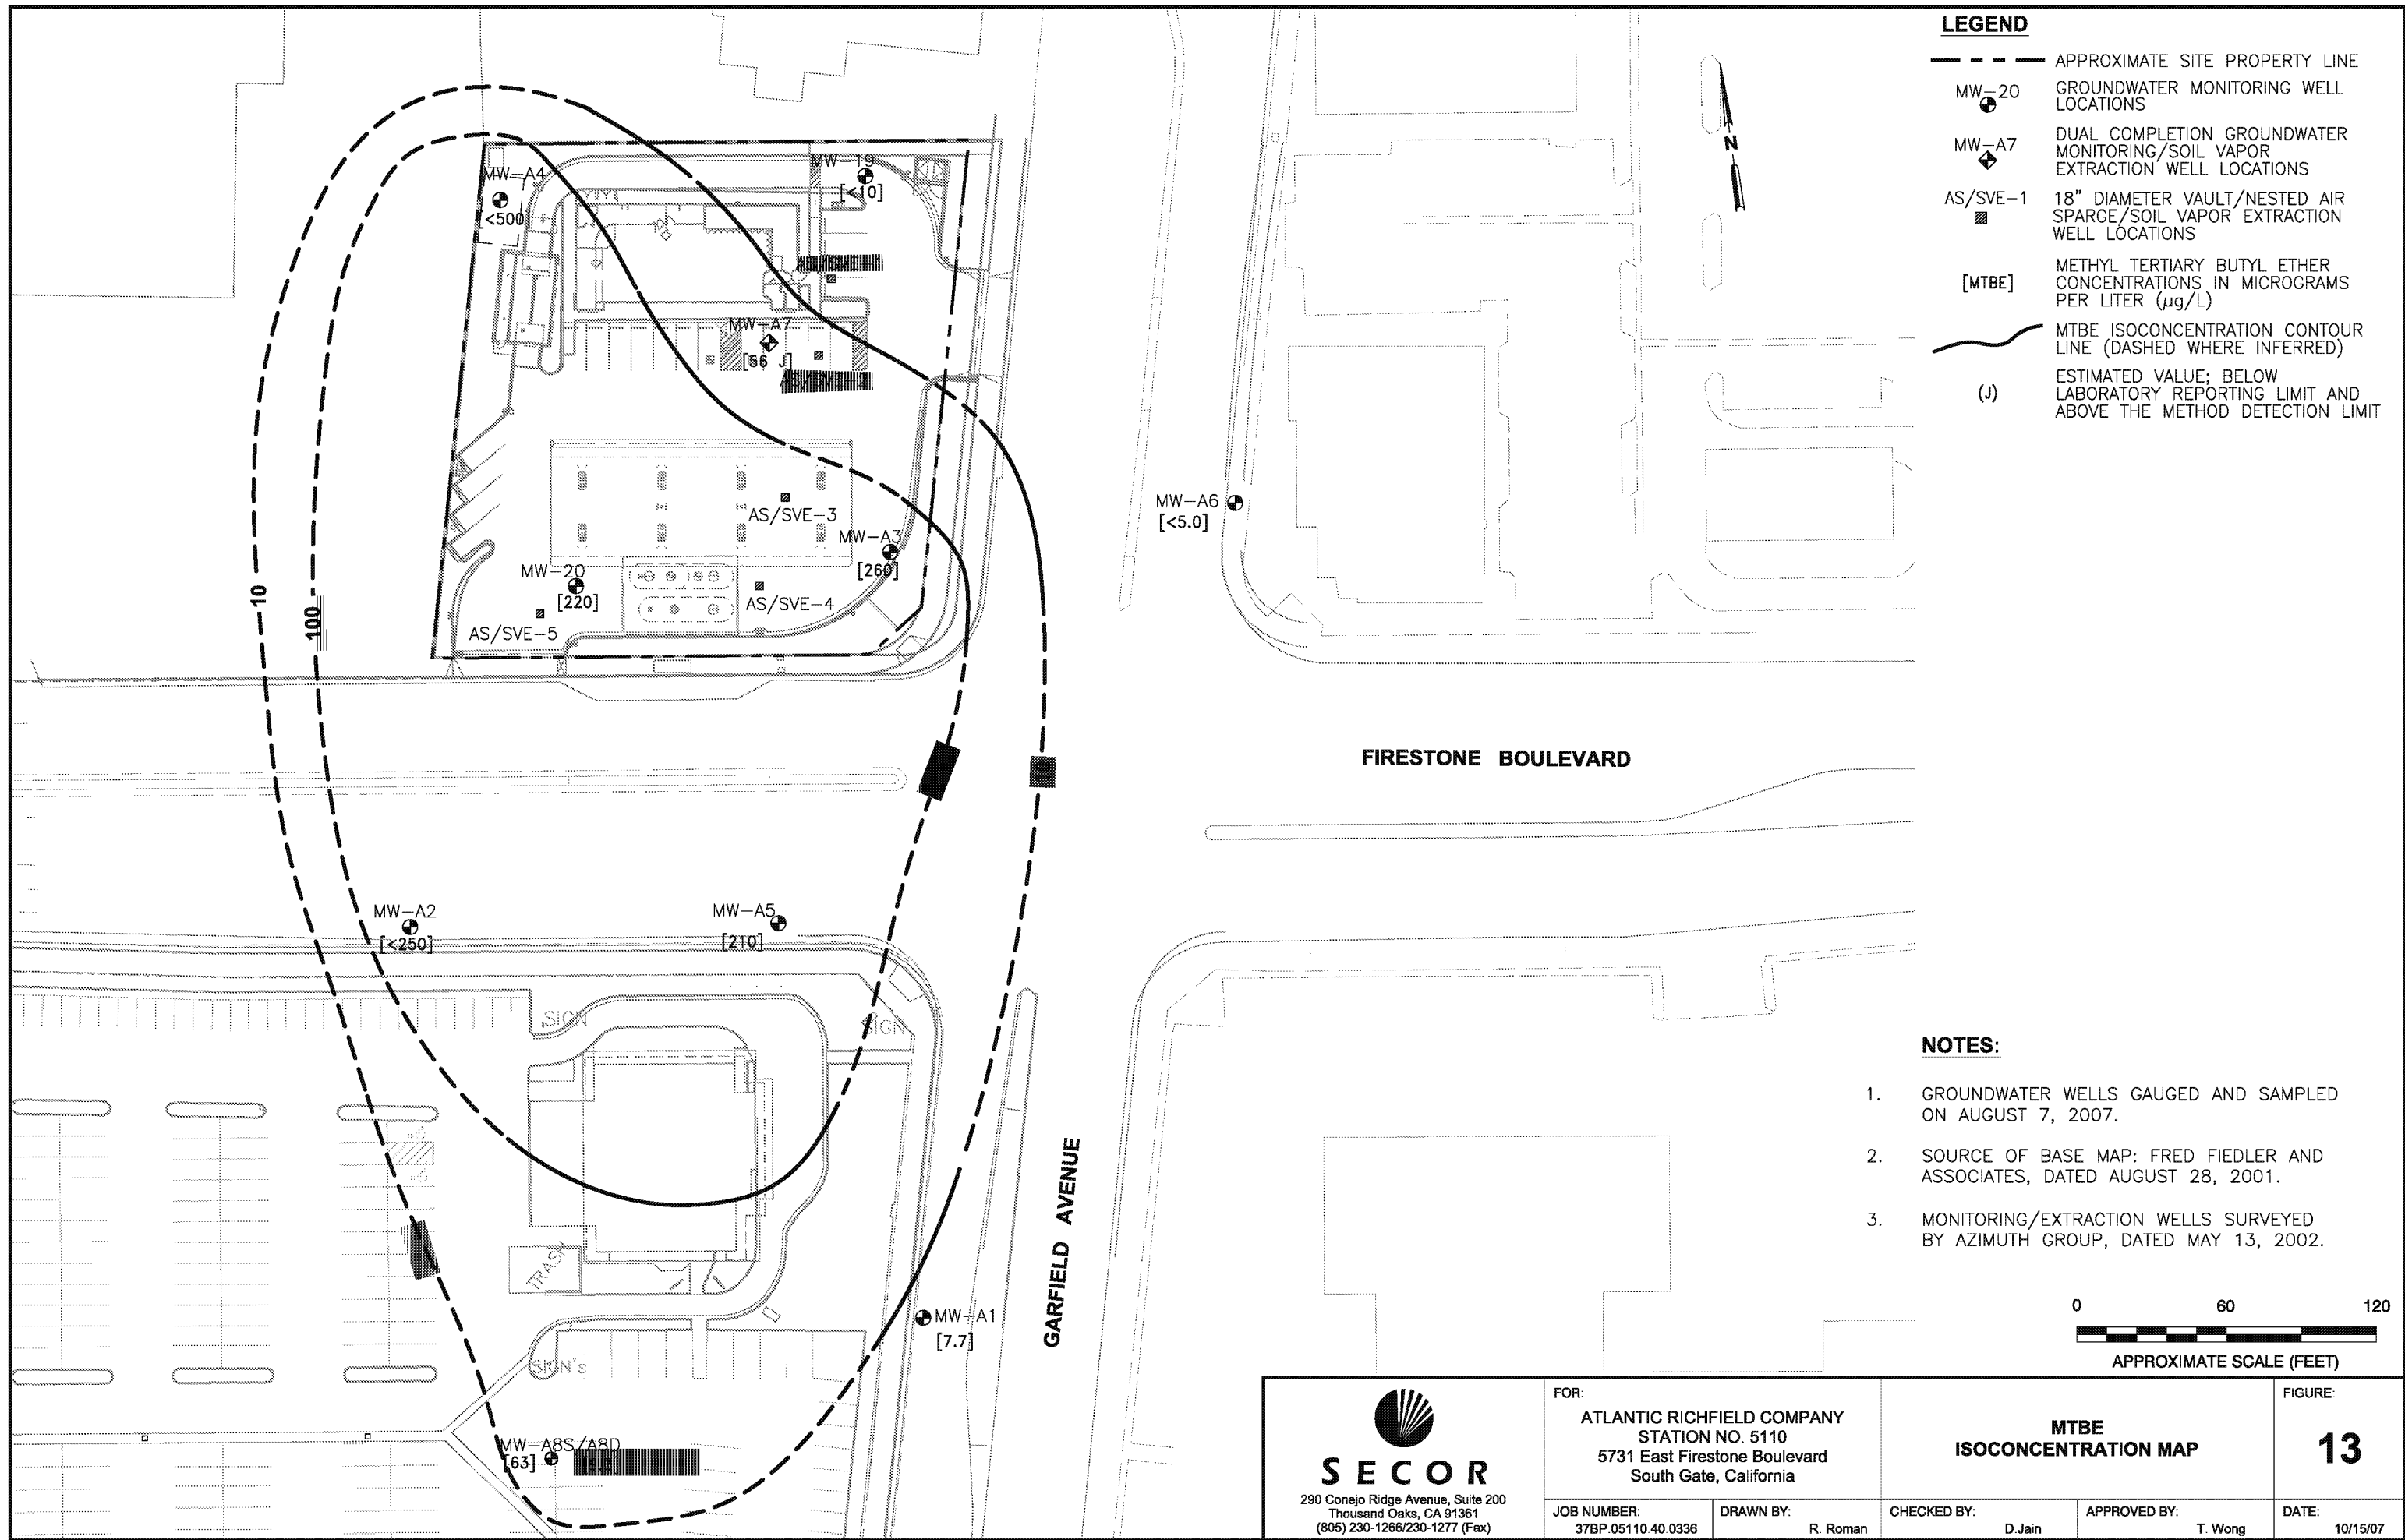 LEGEND
APPROXIMATE SITE PROPERTY LINE
MW-20
GROUNDWATER MONITORING WELL
LOCATIONS
MW-A7
DUAL COMPLETION GROUNDWATER
MONITORING/SOIL VAPOR
EXTRACTION WELL LOCATIONS
AS/SVE-1
18" DIAMETER VAULT/NESTED AIR
SPARGE/SOIL VAPOR EXTRACTION
WELL LOCATIONS
[MTBE]
METHYL TERTIARY BUTYL ETHER
CONCENTRATIONS IN MICROGRAMS
PER LITER (µg/L)
MTBE ISOCONCENTRATION CONTOUR
LINE (DASHED WHERE INFERRED)
(J)
ESTIMATED VALUE; BELOW
LABORATORY REPORTING LIMIT AND
ABOVE THE METHOD DETECTION LIMIT
N
MW-A4
[<500]
MW-19
[<10]
MW-A7
[56 J]
AS/SVE-3
MW-A3
[260]
MW-20
[220]
AS/SVE-4
AS/SVE-5
MW-A6
[<5.0]
10
100
10
FIRESTONE BOULEVARD
MW-A2
[<250]
MW-A5
[210]
SIGN
SIGN
TRASH
SIGN's
GARFIELD AVENUE
MW-A1
[7.7]
MW-A8S/A8D
[63]
NOTES:
1. GROUNDWATER WELLS GAUGED AND SAMPLED
ON AUGUST 7, 2007.
2. SOURCE OF BASE MAP: FRED FIEDLER AND
ASSOCIATES, DATED AUGUST 28, 2001.
3. MONITORING/EXTRACTION WELLS SURVEYED
BY AZIMUTH GROUP, DATED MAY 13, 2002.
0 60 120
APPROXIMATE SCALE (FEET)
SECOR
290 Conejo Ridge Avenue, Suite 200
Thousand Oaks, CA 91361
(805) 230-1266/230-1277 (Fax)
FOR:
ATLANTIC RICHFIELD COMPANY
STATION NO. 5110
5731 East Firestone Boulevard
South Gate, California
MTBE
ISOCONCENTRATION MAP
FIGURE:
13
JOB NUMBER:
37BP.05110.40.0336
DRAWN BY:
R. Roman
CHECKED BY:
D.Jain
APPROVED BY:
T. Wong
DATE:
10/15/07